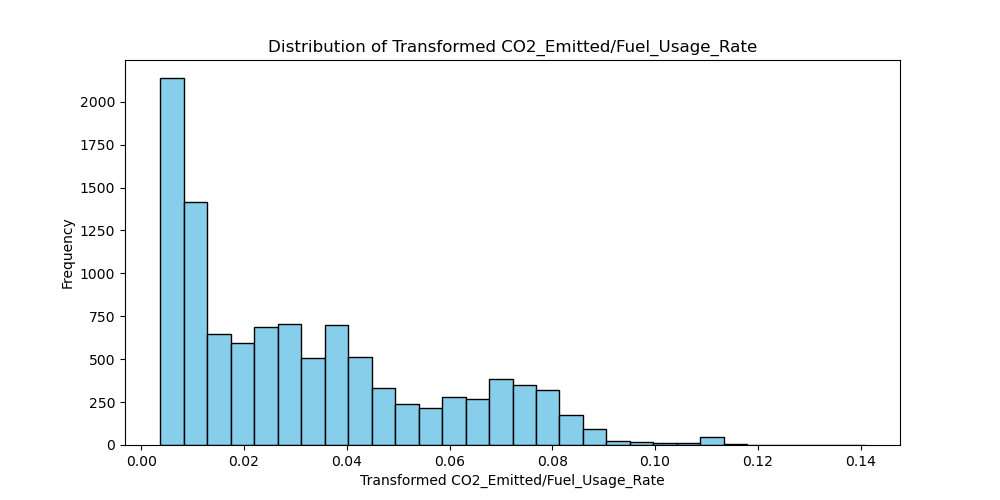 Distribution of Transformed CO2_Emitted/Fuel_Usage_Rate
2000
1750
1500
1250
1000
750
500
250
0
Frequency
0.00 0.02 0.04 0.06 0.08 0.10 0.12 0.14
Transformed CO2_Emitted/Fuel_Usage_Rate